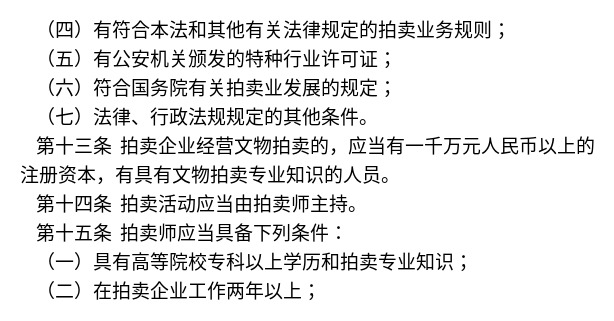 （四）有符合本法和其他有关法律规定的拍卖业务规则；
（五）有公安机关颁发的特种行业许可证；
（六）符合国务院有关拍卖业发展的规定；
（七）法律、行政法规规定的其他条件。
第十三条 拍卖企业经营文物拍卖的，应当有一千万元人民币以上的
注册资本，有具有文物拍卖专业知识的人员。
第十四条 拍卖活动应当由拍卖师主持。
第十五条 拍卖师应当具备下列条件：
（一）具有高等院校专科以上学历和拍卖专业知识；
（二）在拍卖企业工作两年以上；